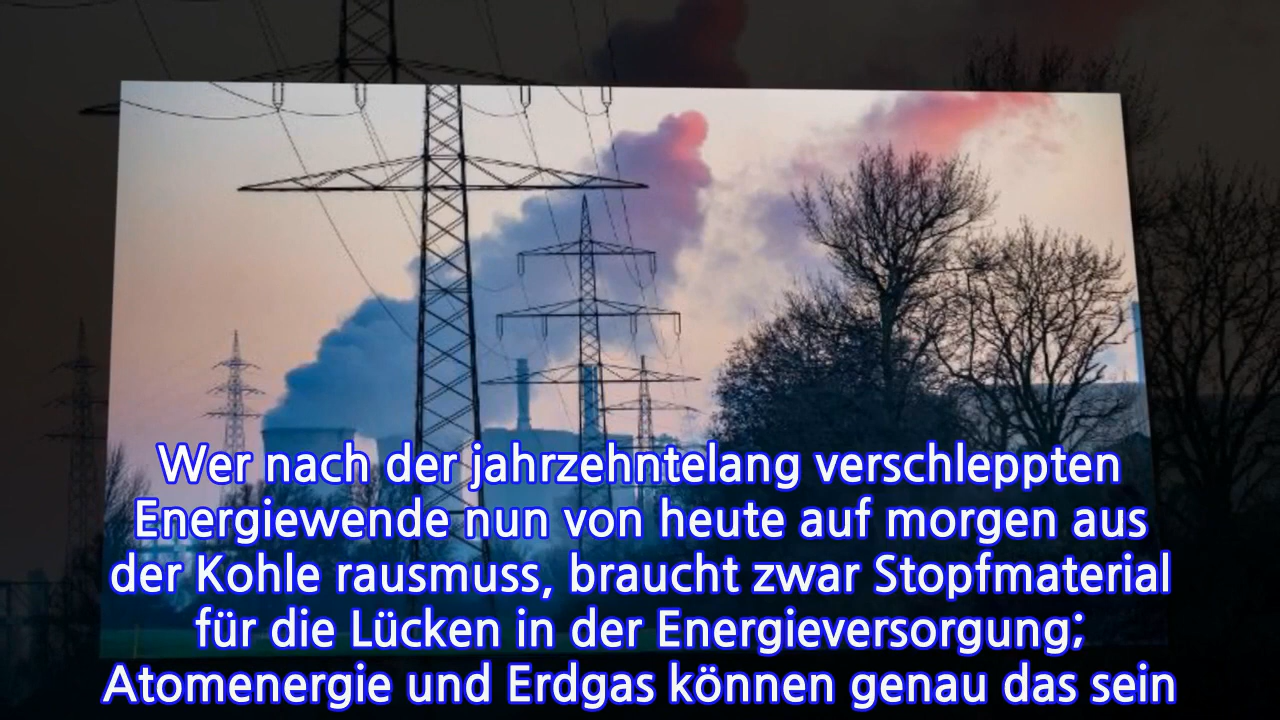 Wer nach der jahrzehntelang verschleppten
Energiewende nun von heute auf morgen aus
der Kohle rausmuss, braucht zwar Stopfmaterial
für die Lücken in der Energieversorgung;
Atomenergie und Erdgas können genau das sein